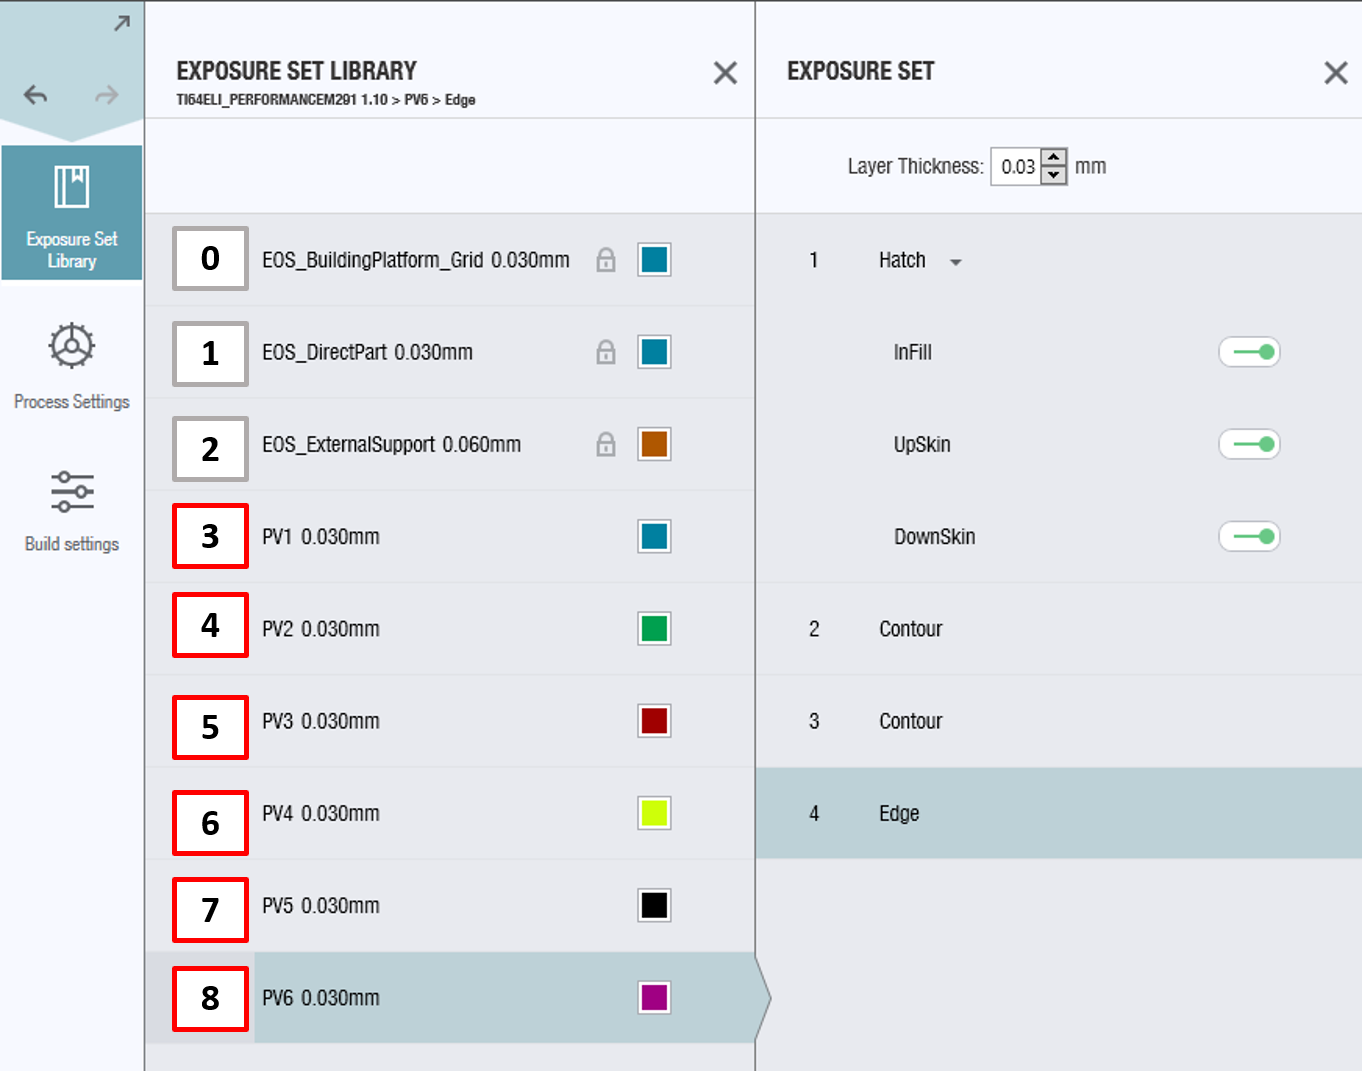 EXPOSURE SET LIBRARY
TI64ELI_PERFORMANCEM291 1.10 > PV6 > Edge
EXPOSURE SET
Layer Thickness: 0.03 mm
Exposure Set
Library
Process Settings
Build settings
0 EOS_BuildingPlatform_Grid 0.030mm
1 EOS_DirectPart 0.030mm
2 EOS_ExternalSupport 0.060mm
3 PV1 0.030mm
4 PV2 0.030mm
5 PV3 0.030mm
6 PV4 0.030mm
7 PV5 0.030mm
8 PV6 0.030mm
1 Hatch
InFill
UpSkin
DownSkin
2 Contour
3 Contour
4 Edge